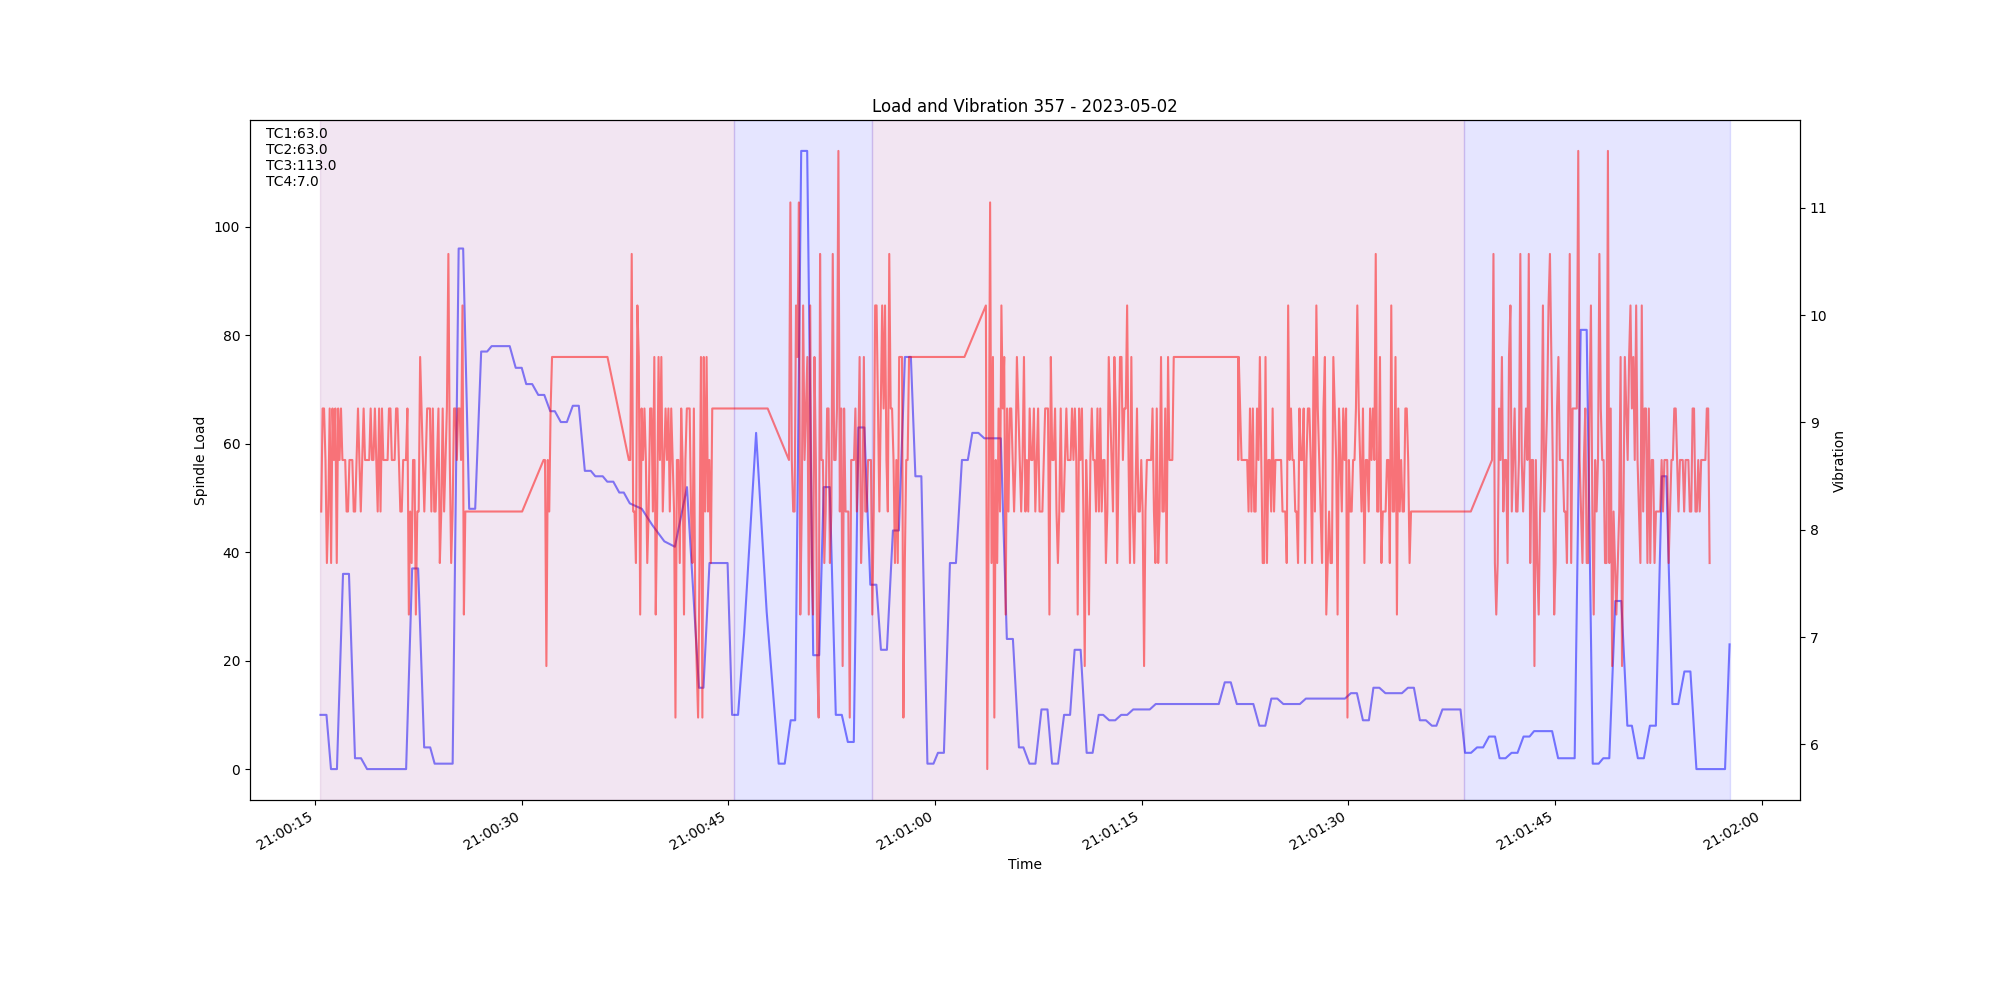 Load and Vibration 357 - 2023-05-02
TC1:63.0
TC2:63.0
TC3:113.0
TC4:7.0
Spindle Load
100
80
60
40
20
0
Vibration
11
10
9
8
7
6
21:00:15
21:00:30
21:00:45
21:01:00
21:01:15
21:01:30
21:01:45
21:02:00
Time